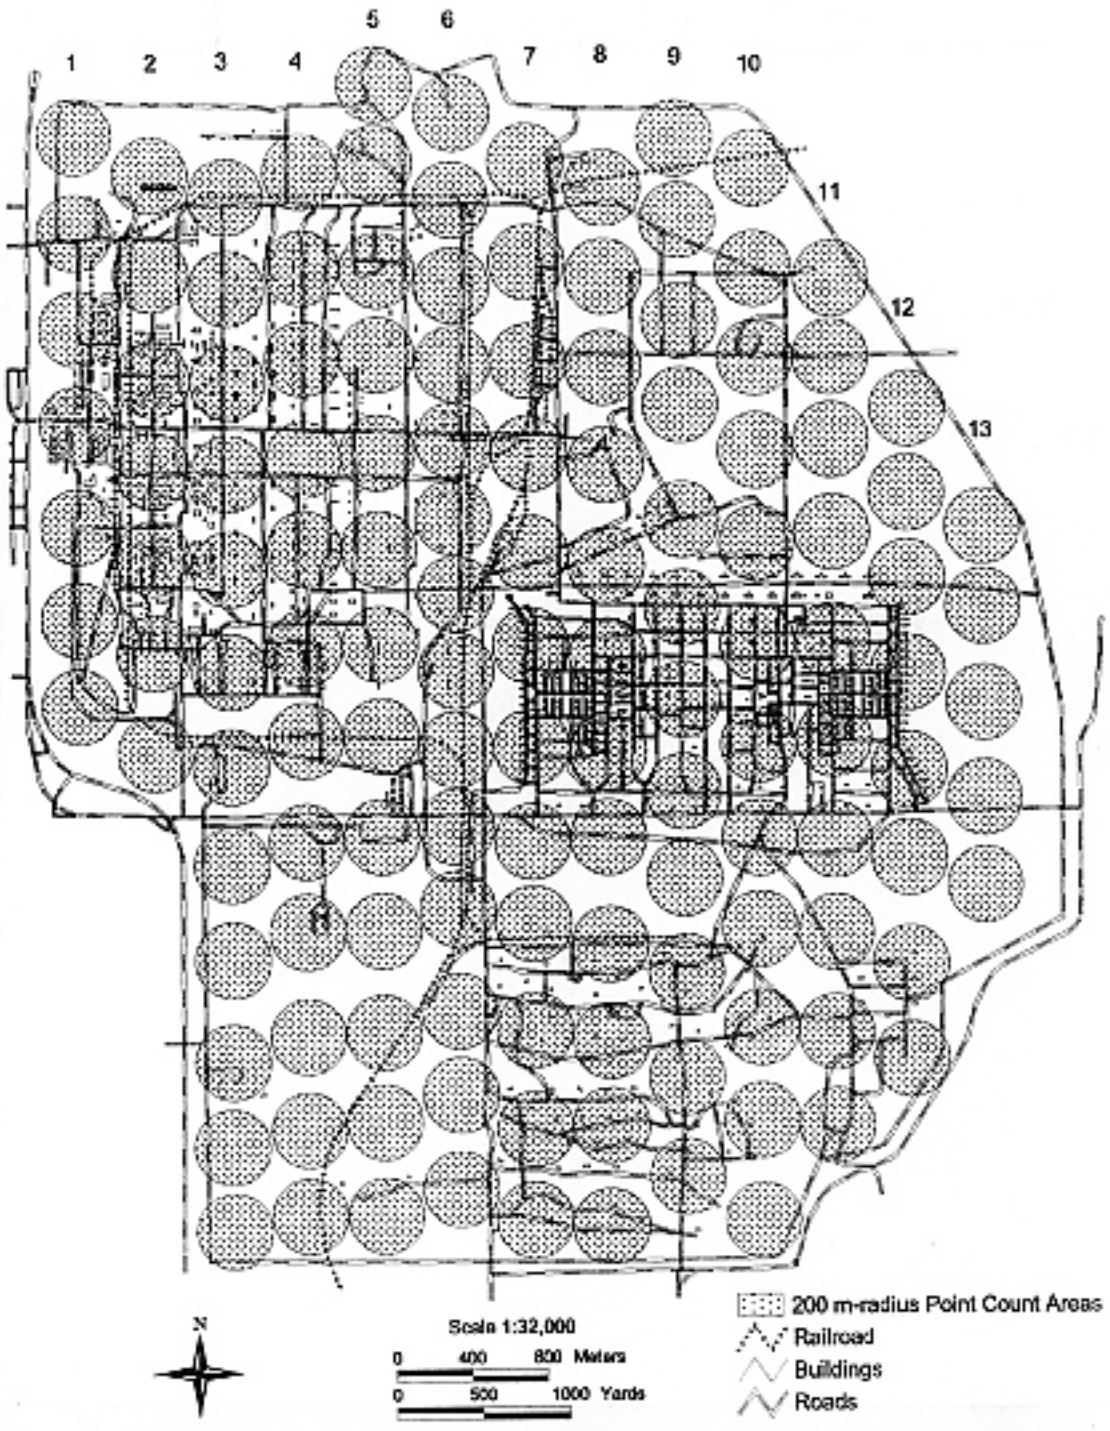 5 6
1 2 3 4 7 8 9 10
11
12
13
N
Scale 1:32,000
0 400 800 Meters
0 500 1000 Yards
200 m-radius Point Count Areas
Railroad
Buildings
Roads